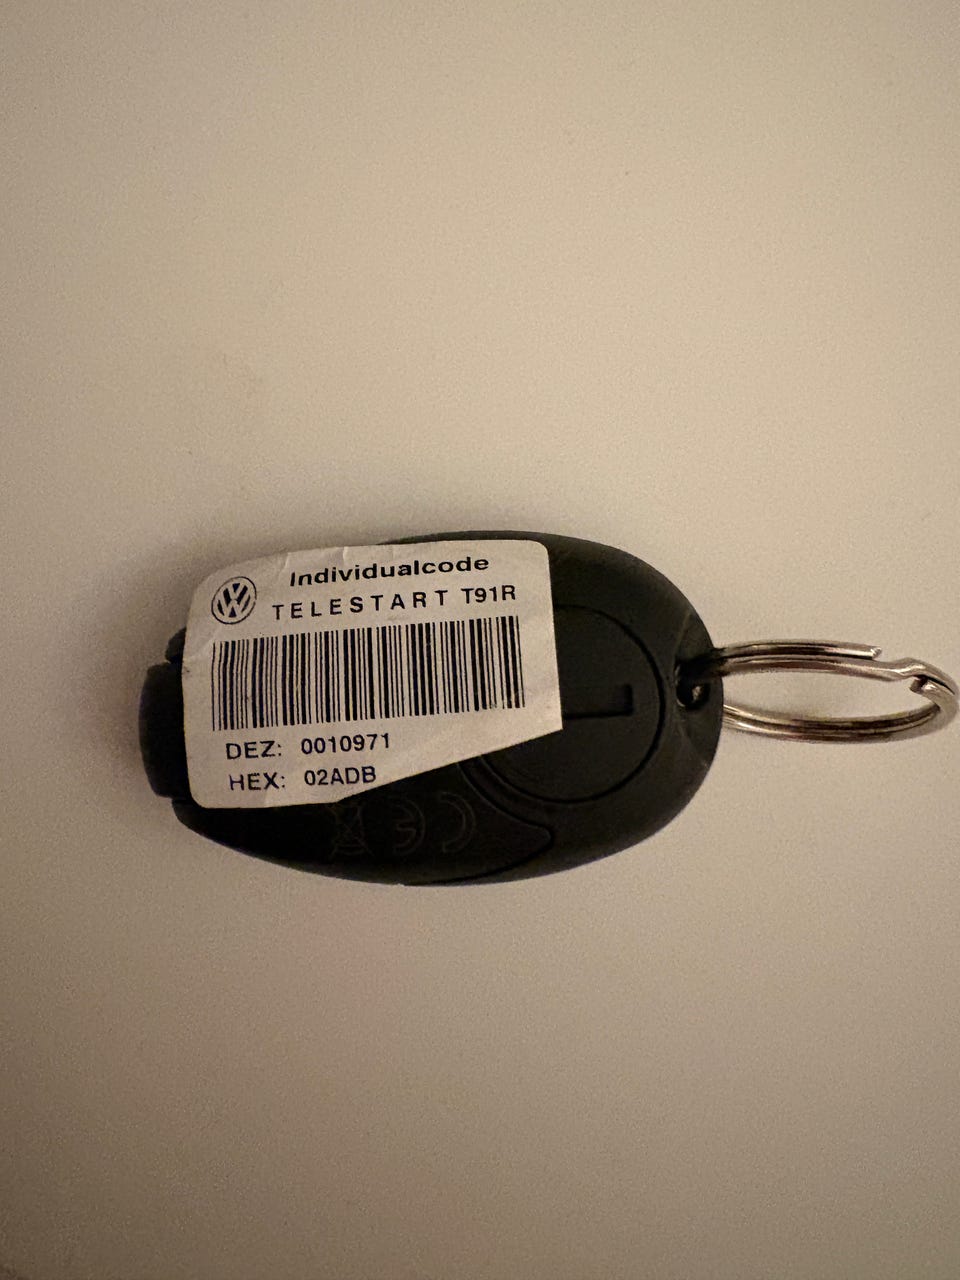 Individualcode
TELESTART T91R
DEZ: 0010971
HEX: 02ADB